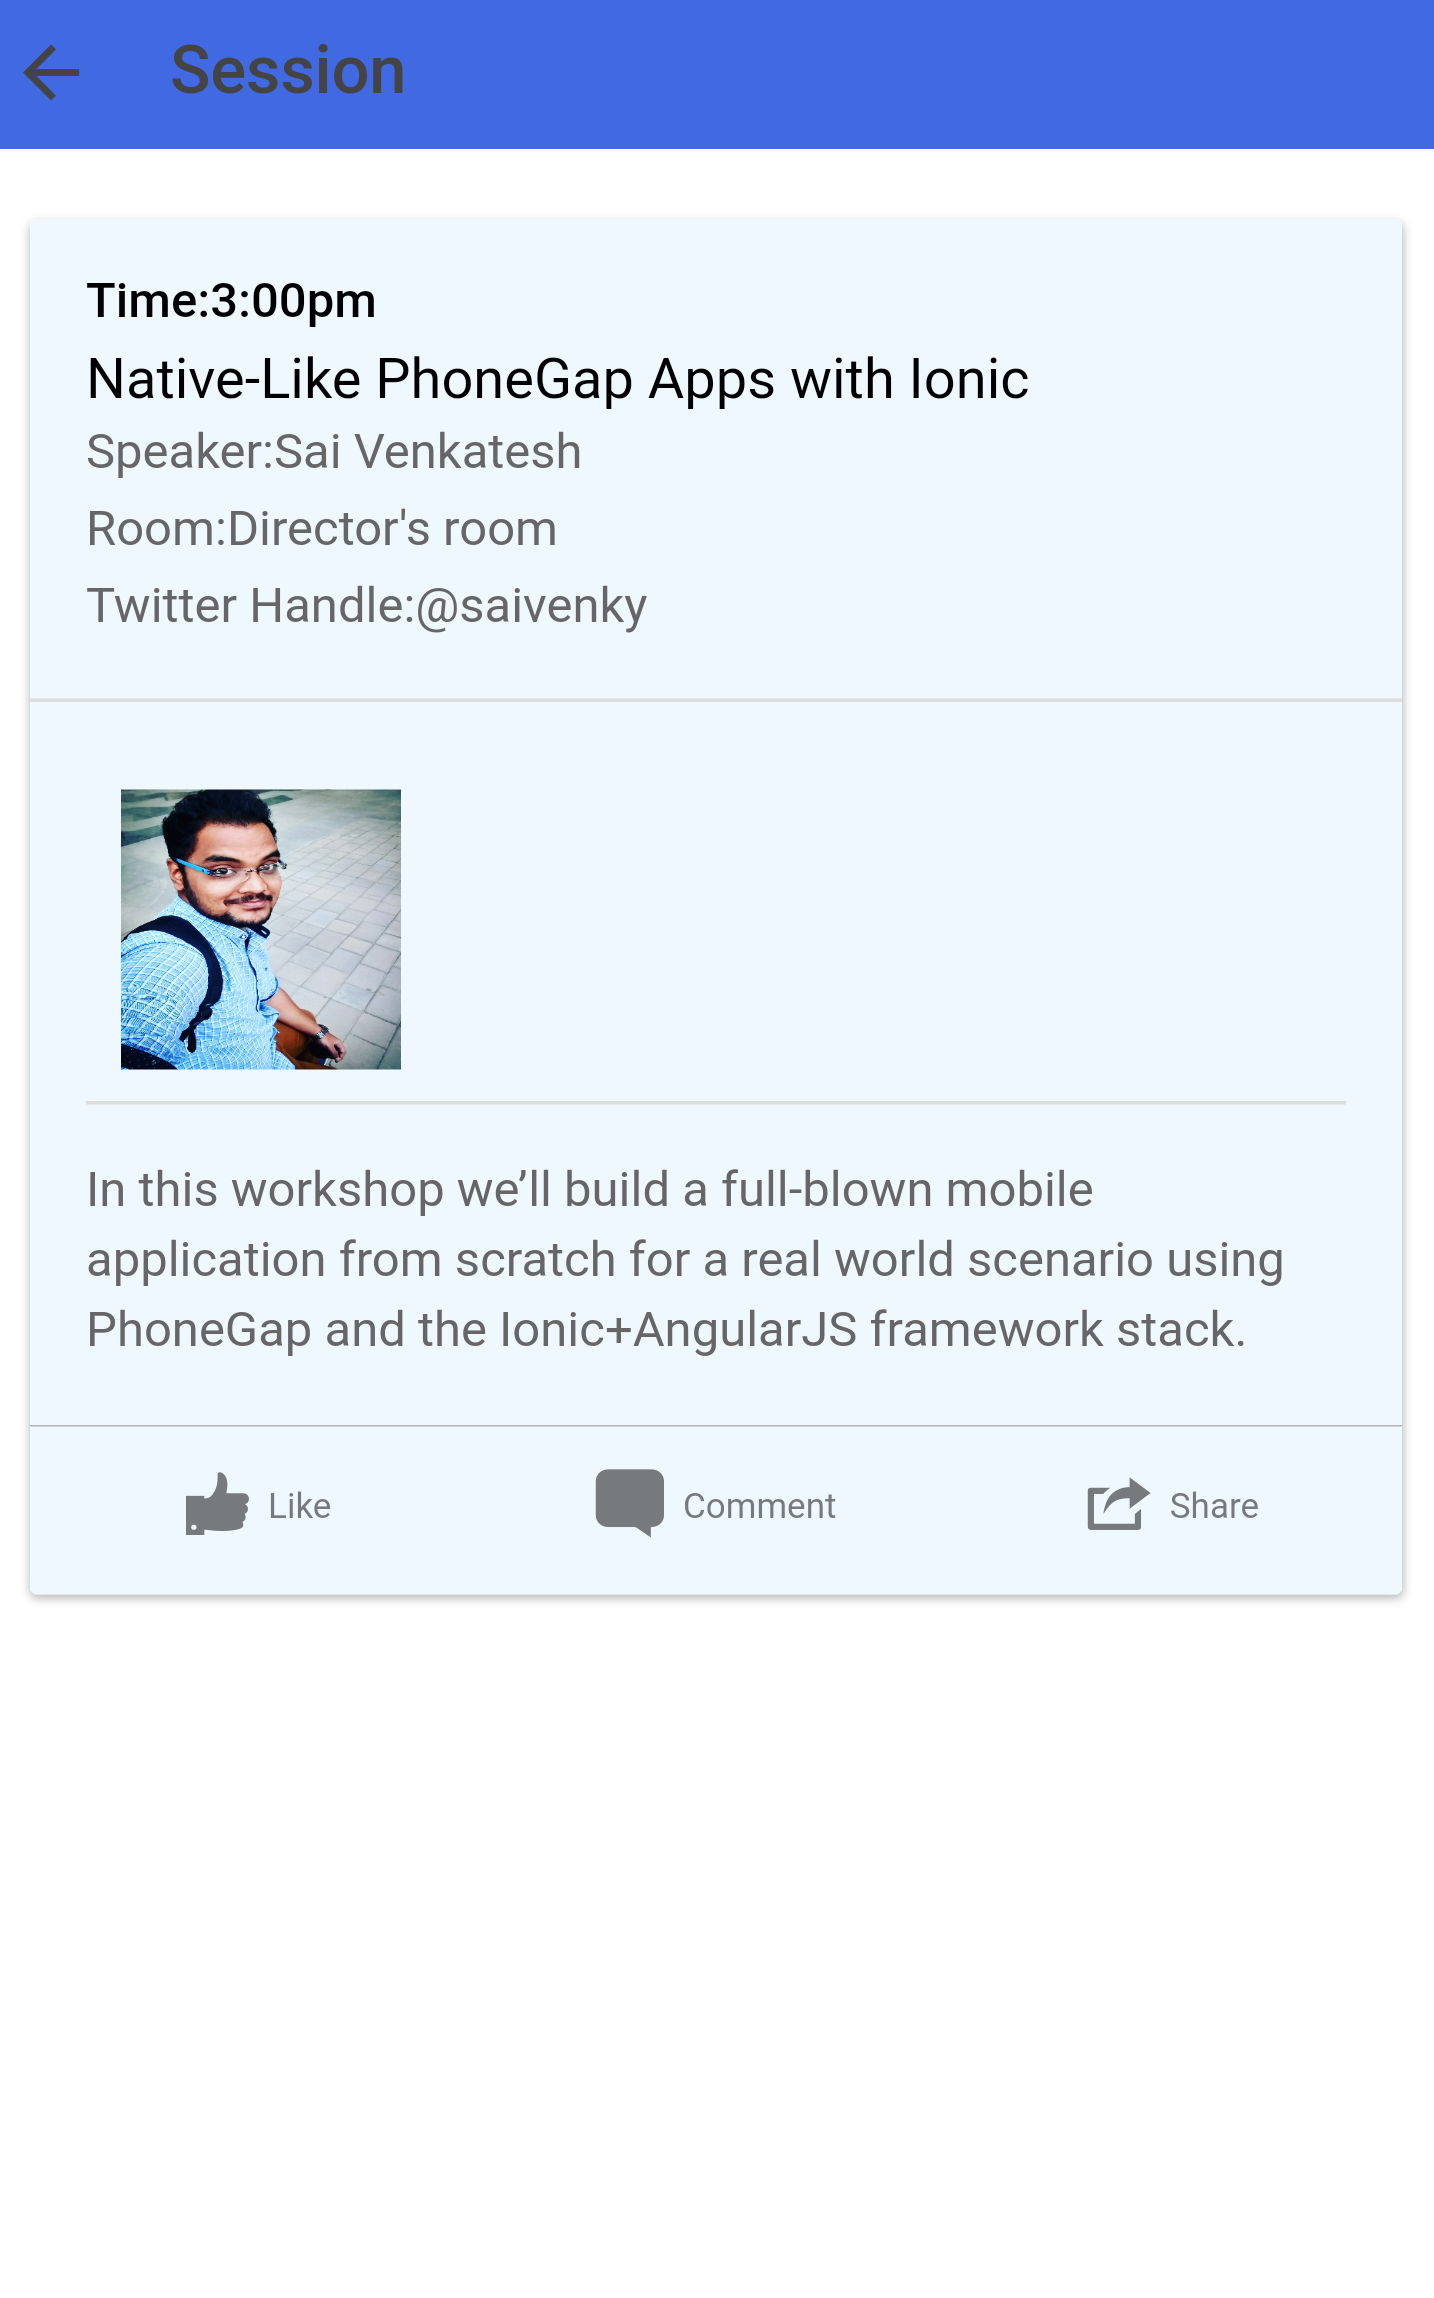 Session
Time:3:00pm
Native-Like PhoneGap Apps with Ionic
Speaker:Sai Venkatesh
Room:Director's room
Twitter Handle:@saivenky
In this workshop we’ll build a full-blown mobile
application from scratch for a real world scenario using
PhoneGap and the Ionic+AngularJS framework stack.
Like
Comment
Share